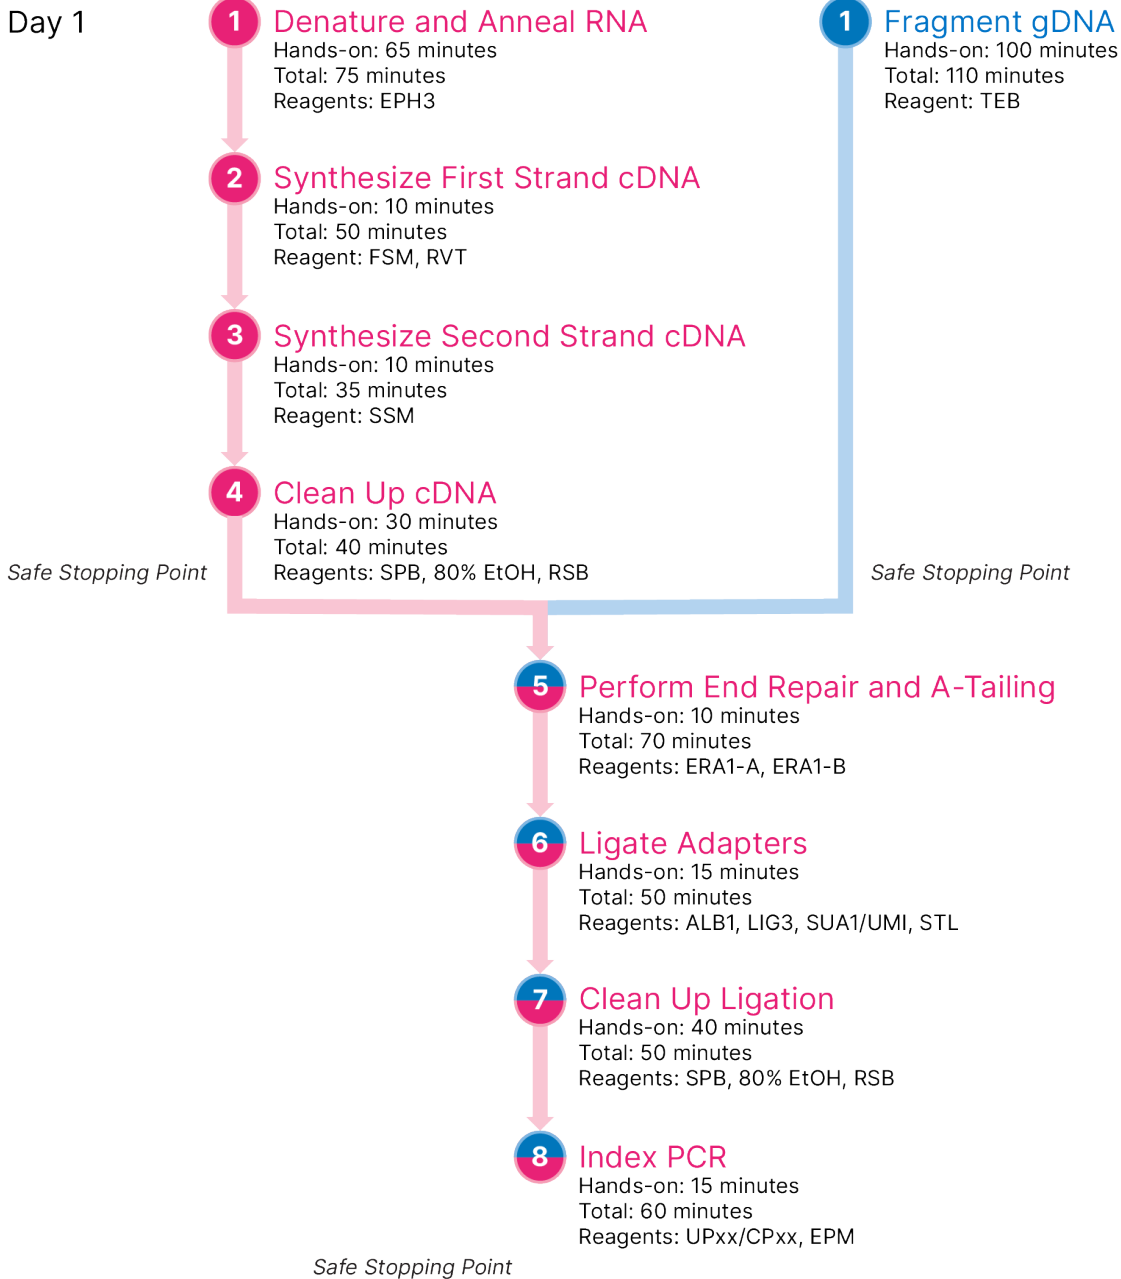 Day 1
1
Denature and Anneal RNA
Hands-on: 65 minutes
Total: 75 minutes
Reagents: EPH3
1
Fragment gDNA
Hands-on: 100 minutes
Total: 110 minutes
Reagent: TEB
2
Synthesize First Strand cDNA
Hands-on: 10 minutes
Total: 50 minutes
Reagent: FSM, RVT
3
Synthesize Second Strand cDNA
Hands-on: 10 minutes
Total: 35 minutes
Reagent: SSM
4
Clean Up cDNA
Hands-on: 30 minutes
Total: 40 minutes
Reagents: SPB, 80% EtOH, RSB
Safe Stopping Point
Safe Stopping Point
5
Perform End Repair and A-Tailing
Hands-on: 10 minutes
Total: 70 minutes
Reagents: ERA1-A, ERA1-B
6
Ligate Adapters
Hands-on: 15 minutes
Total: 50 minutes
Reagents: ALB1, LIG3, SUA1/UMI, STL
7
Clean Up Ligation
Hands-on: 40 minutes
Total: 50 minutes
Reagents: SPB, 80% EtOH, RSB
8
Index PCR
Hands-on: 15 minutes
Total: 60 minutes
Reagents: UPxx/CPxx, EPM
Safe Stopping Point